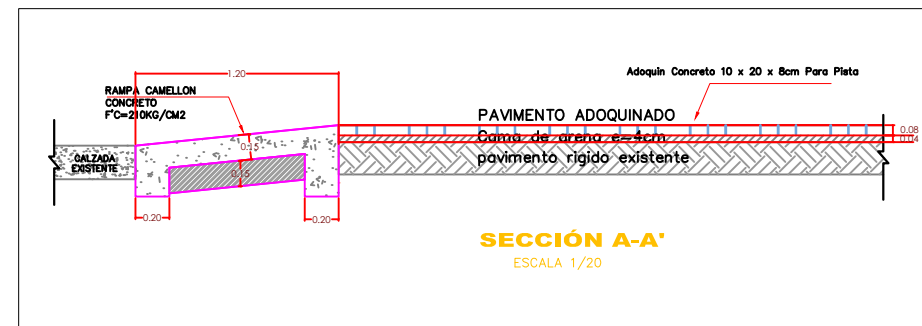 1.20
Adoquin Concreto 10 x 20 x 8cm Para Pista
RAMPA CAMELLON
CONCRETO
F'C=210KG/CM2
PAVIMENTO ADOQUINADO
Cama de arena e=4cm
pavimento rigido existente
0.08
0.04
CALZADA
EXISTENTE
0.15
0.15
0.20
0.20
SECCIÓN A-A'
ESCALA 1/20